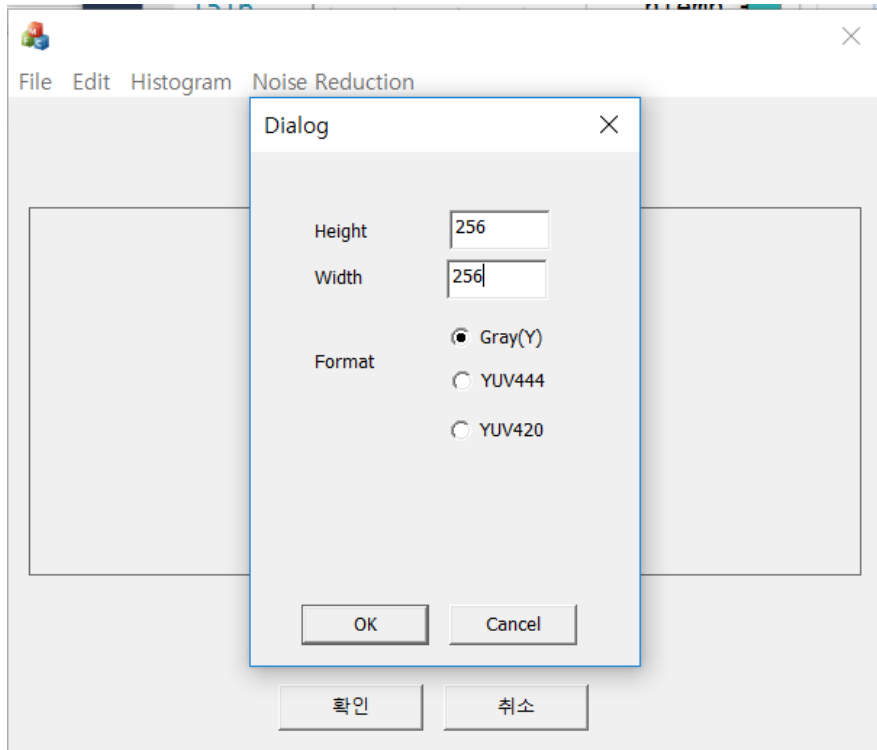 File Edit Histogram Noise Reduction
Dialog
Height 256
Width 256
Format
Gray(Y)
YUV444
YUV420
OK Cancel
확인 취소